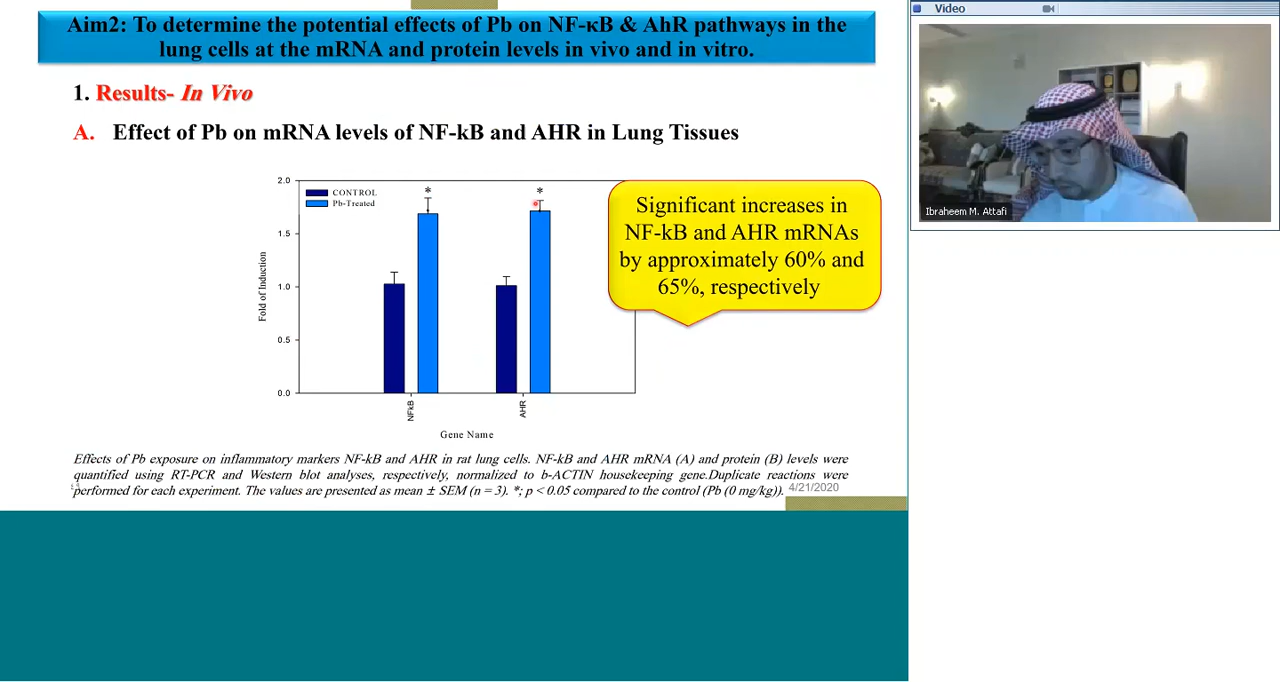 Aim2: To determine the potential effects of Pb on NF-κB & AhR pathways in the
lung cells at the mRNA and protein levels in vivo and in vitro.
1. Results- In Vivo
A. Effect of Pb on mRNA levels of NF-kB and AHR in Lung Tissues
CONTROL
Pb-Treated
*
*
2.0
1.5
1.0
0.5
0.0
Fold of Induction
NFkB
AHR
Gene Name
Significant increases in
NF-kB and AHR mRNAs
by approximately 60% and
65%, respectively
Effects of Pb exposure on inflammatory markers NF-kB and AHR in rat lung cells. NF-kB and AHR mRNA (A) and protein (B) levels were
quantified using RT-PCR and Western blot analyses, respectively, normalized to b-ACTIN housekeeping gene.Duplicate reactions were
performed for each experiment. The values are presented as mean ± SEM (n = 3). *; p < 0.05 compared to the control (Pb (0 mg/kg)).
4/21/2020
Video
Ibraheem M. Attafi